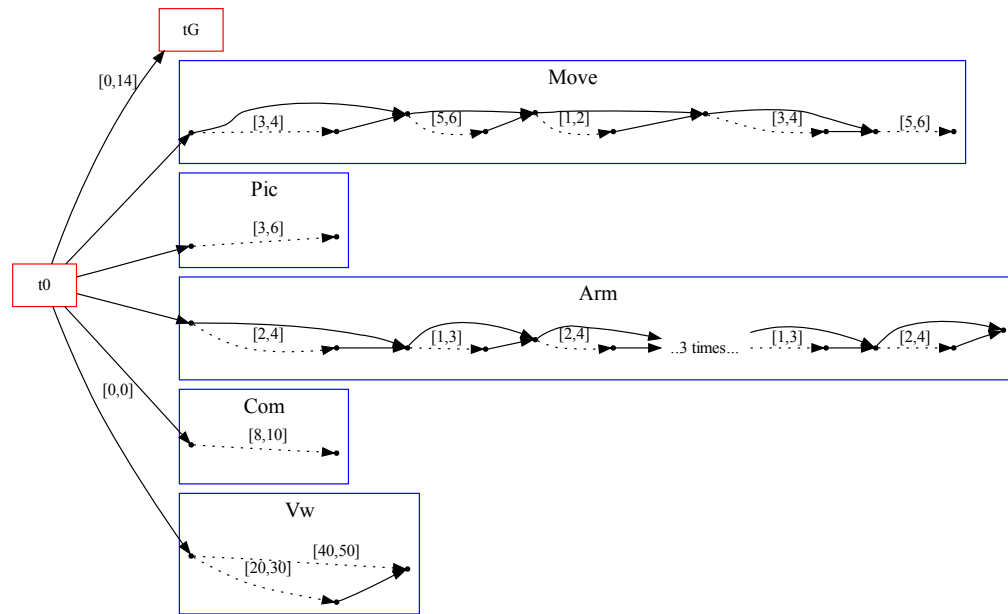 tG
[0,14]
Move
[3,4]
[5,6]
[1,2]
[3,4]
[5,6]
Pic
[3,6]
t0
Arm
[2,4]
[1,3]
[2,4]
..3 times...
[1,3]
[2,4]
[0,0]
Com
[8,10]
Vw
[40,50]
[20,30]